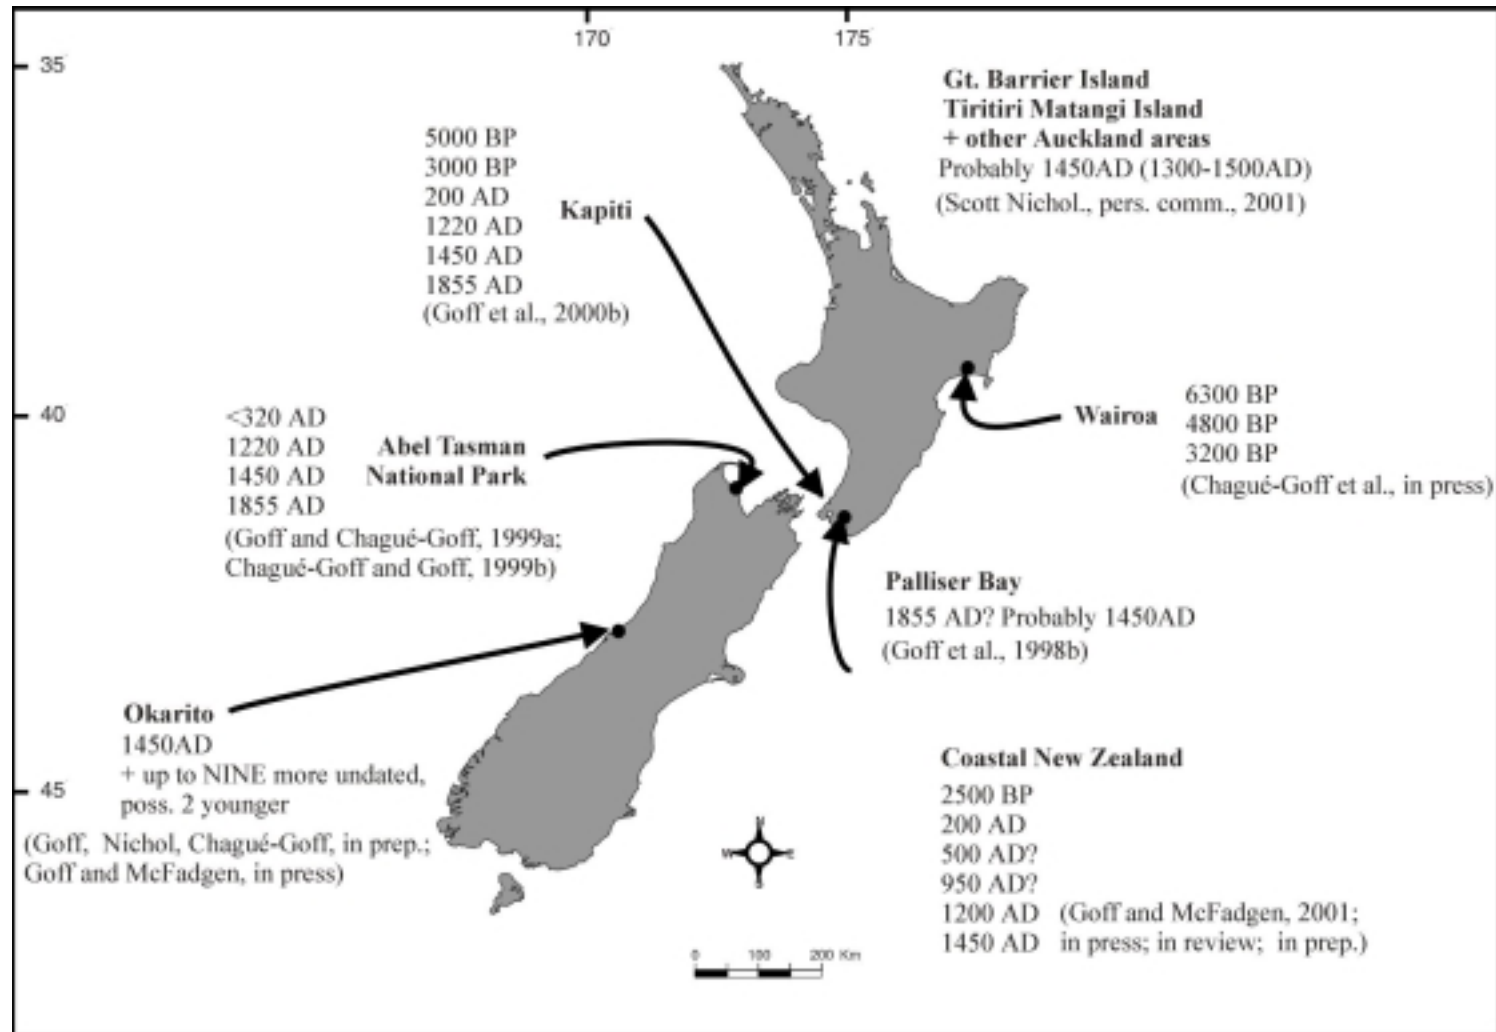 170
175
35
Gt. Barrier Island
Tiritiri Matangi Island
+ other Auckland areas
Probably 1450AD (1300-1500AD)
(Scott Nichol., pers. comm., 2001)
5000 BP
3000 BP
200 AD
1220 AD
1450 AD
1855 AD
(Goff et al., 2000b)
Kapiti
40
<320 AD
1220 AD
1450 AD
1855 AD
Abel Tasman
National Park
(Goff and Chagué-Goff, 1999a;
Chagué-Goff and Goff, 1999b)
Wairoa
6300 BP
4800 BP
3200 BP
(Chagué-Goff et al., in press)
Palliser Bay
1855 AD? Probably 1450AD
(Goff et al., 1998b)
Okarito
1450AD
+ up to NINE more undated,
poss. 2 younger
(Goff, Nichol, Chagué-Goff, in prep.;
Goff and McFadgen, in press)
45
Coastal New Zealand
2500 BP
200 AD
500 AD?
950 AD?
1200 AD (Goff and McFadgen, 2001;
1450 AD in press; in review; in prep.)
N
W E
S
0 100 200 Km